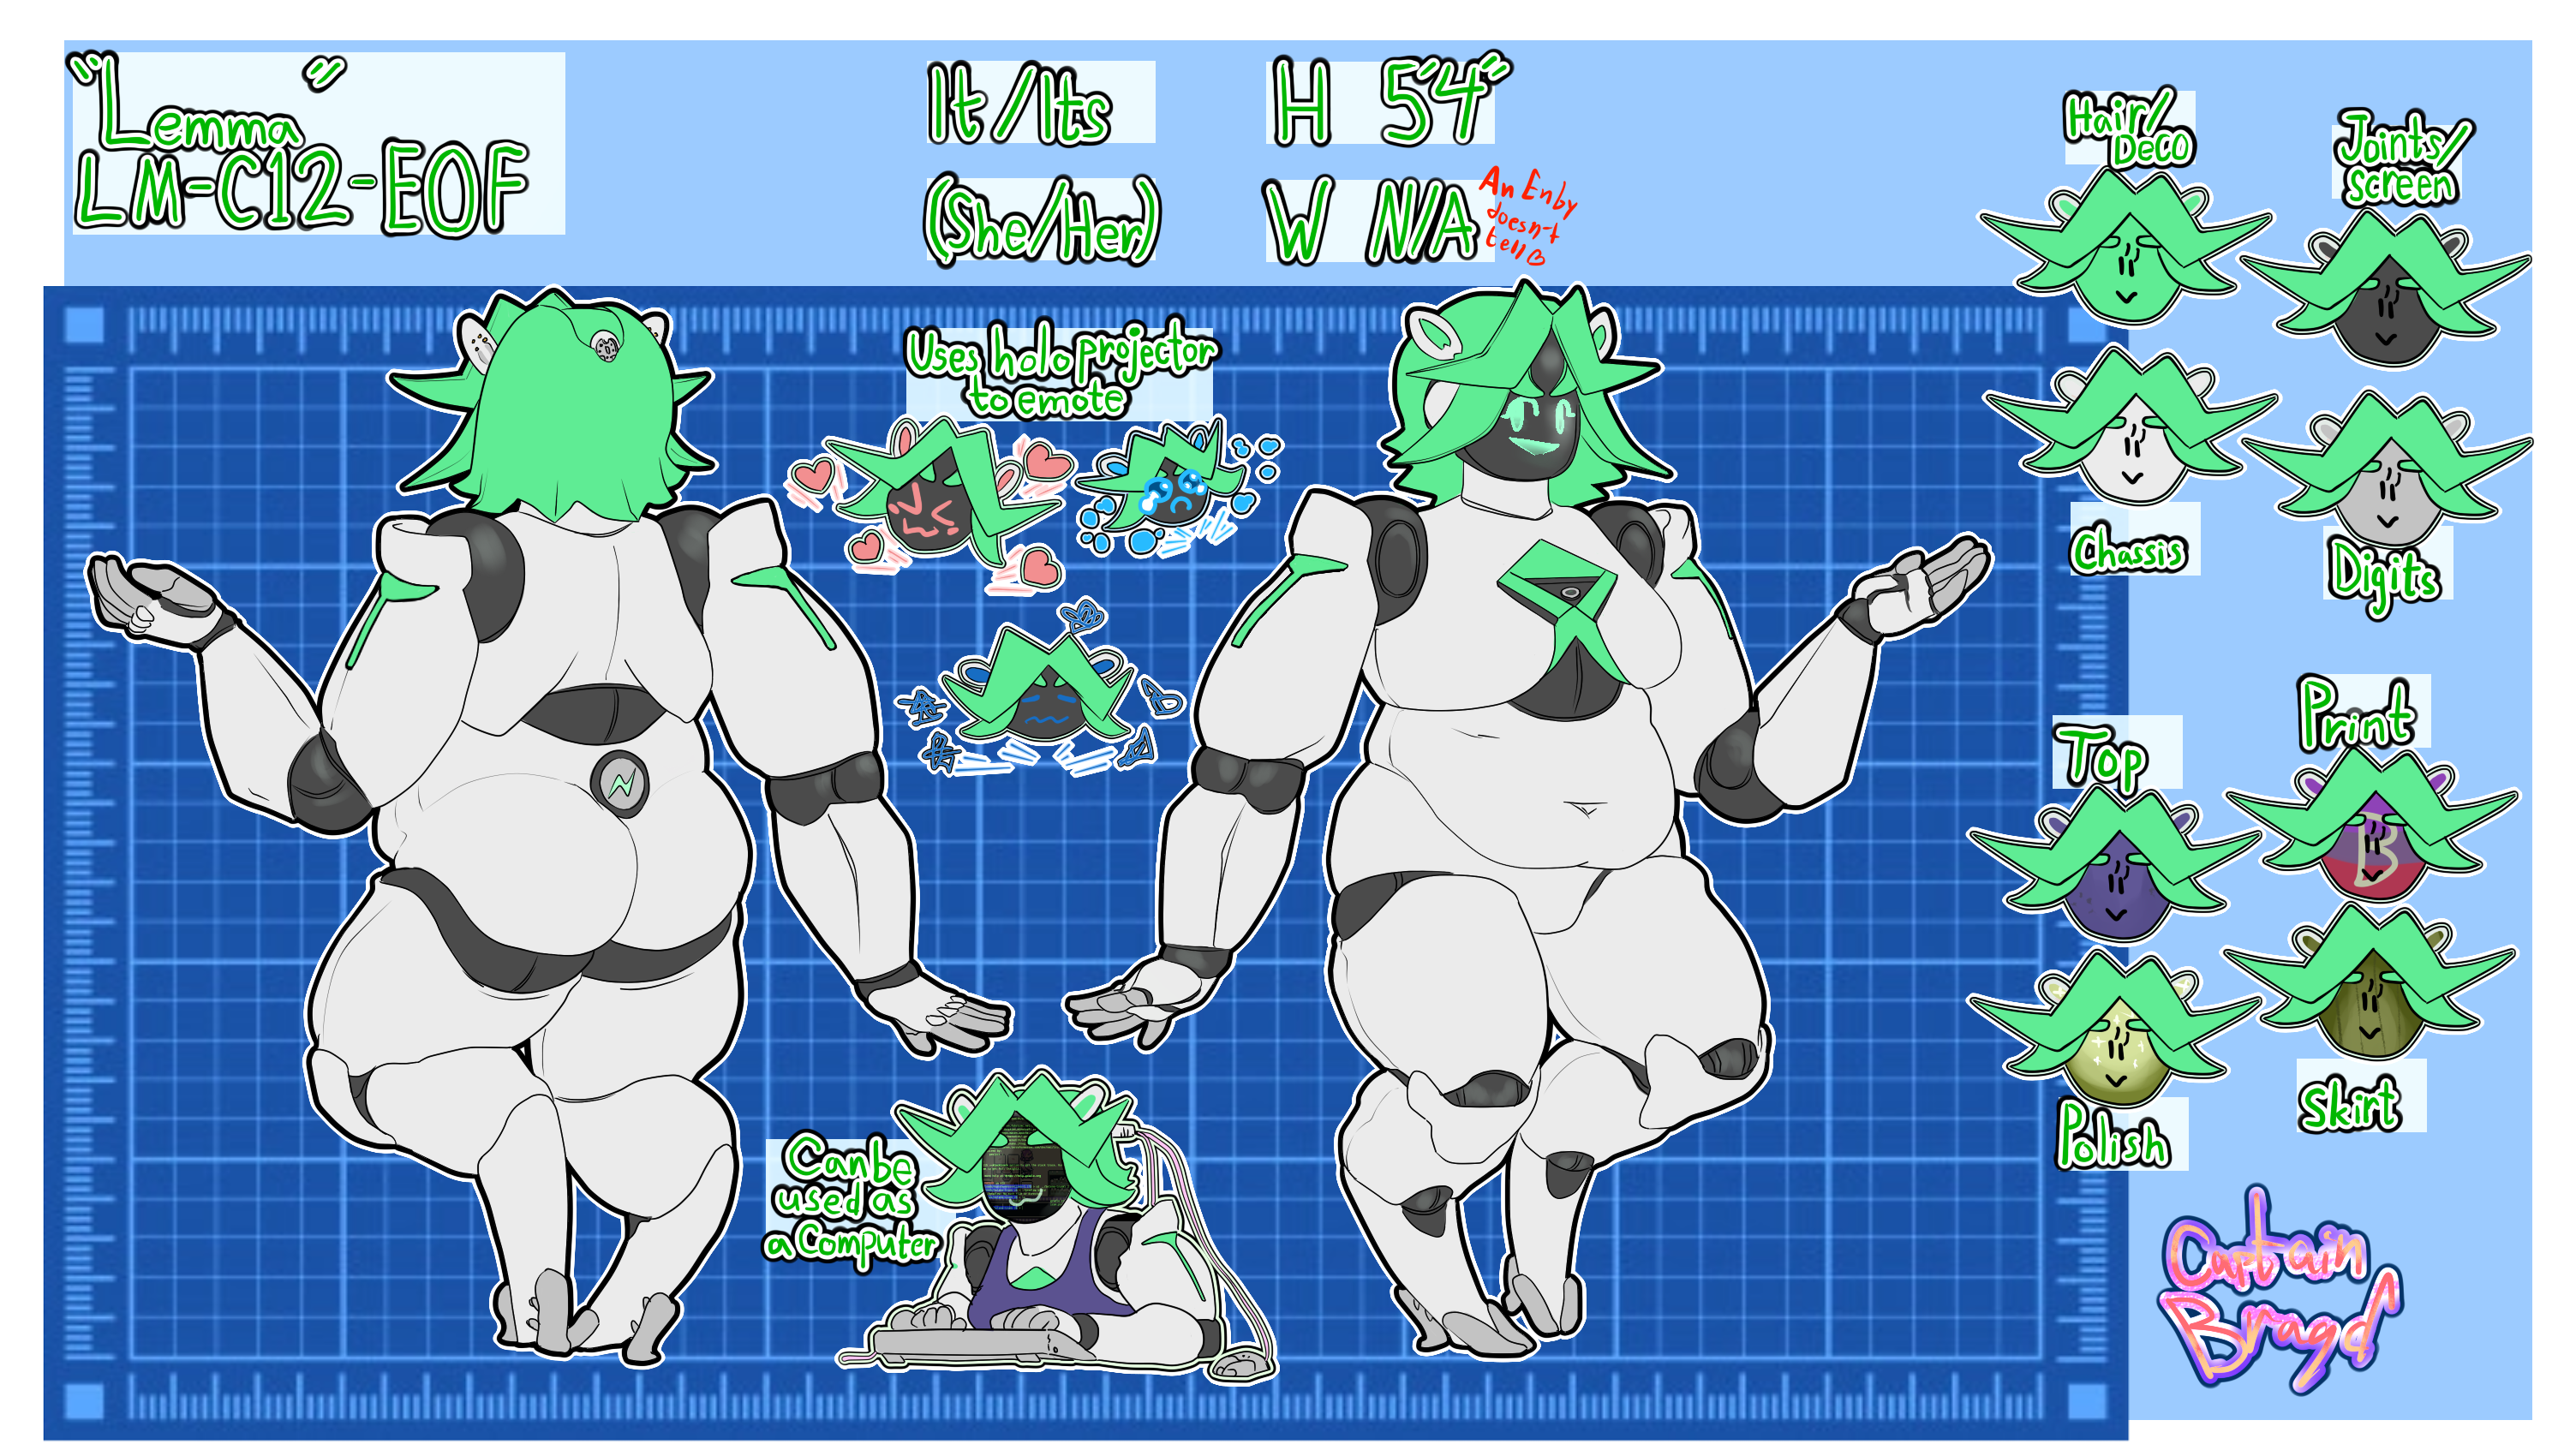 "Lemma"
LM-C12-EOF
It/Its
(She/Her)
H 5'4"
W N/A
An Enby
doesn't
tell
Hair/
Deco
Joints/
screen
Chassis
Digits
Uses holo projector
to emote
Top
Print
B
Polish
Skirt
Can be
used as
a Computer
Captain
Bragd